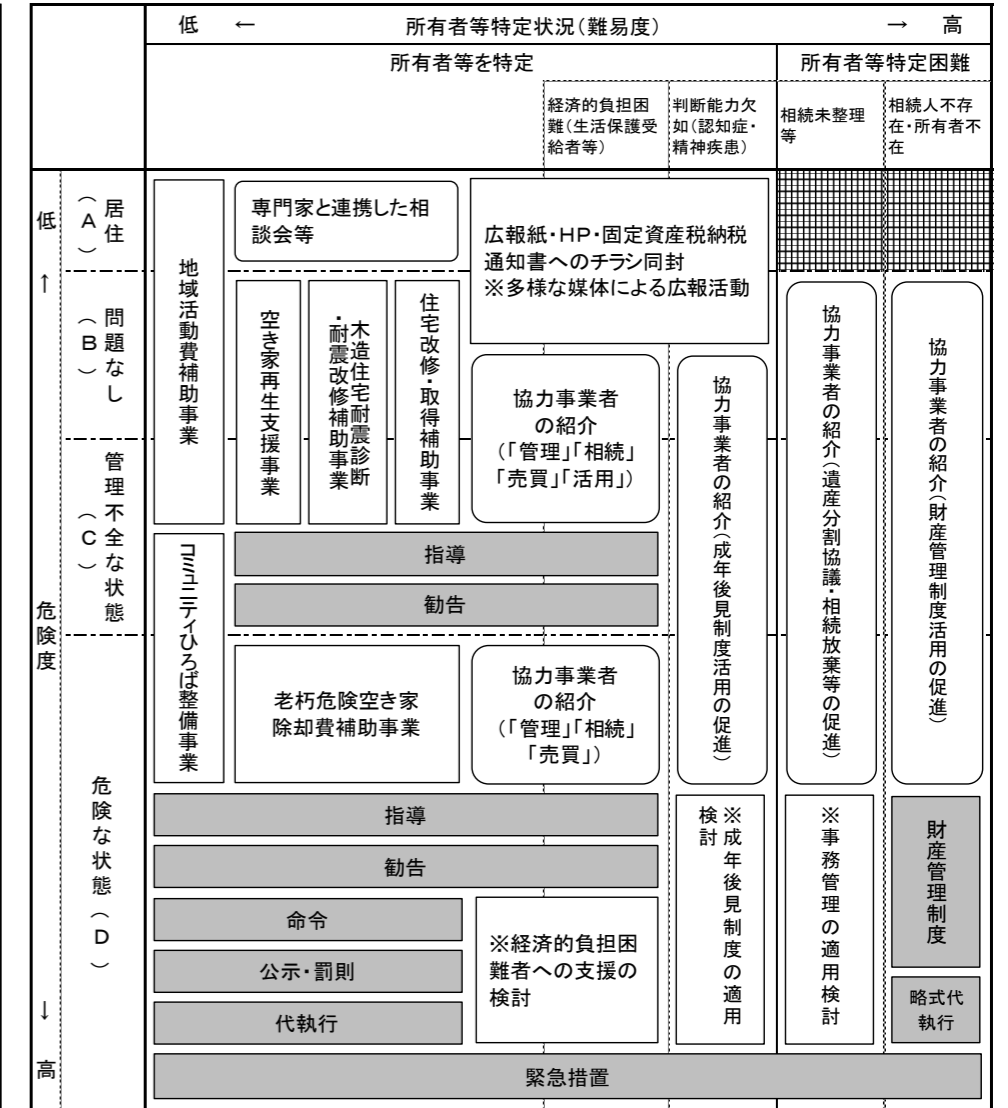 低 ← 所有者等特定状況(難易度) → 高
所有者等を特定
所有者等特定困難
経済的負担困
難(生活保護受
給者等)
判断能力欠
如(認知症・
精神疾患)
相続未整理
等
相続人不存
在・所有者不
在
低
↑
危険度
↓
高
居住
(A)
問題なし
(B)
管理不全な状態
(C)
危険な状態(D)
地域活動費補助事業
専門家と連携した相
談会等
広報紙・HP・固定資産税納税
通知書へのチラシ同封
※多様な媒体による広報活動
空き家再生支援事業
木造住宅耐震診断
・耐震改修補助事業
住宅改修・取得補助事業
協力事業者
の紹介
(「管理」「相続」
「売買」「活用」)
協力事業者の紹介(成年後見制度活用の促進)
協力事業者の紹介(遺産分割協議・相続放棄等の促進)
協力事業者の紹介(財産管理制度活用の促進)
指導
勧告
コミュニティひろば整備事業
老朽危険空き家
除却費補助事業
協力事業者
の紹介
(「管理」「相続」
「売買」)
指導
勧告
命令
公示・罰則
代執行
※経済的負担困
難者への支援の
検討
※成年後見制度の適用
検討
※事務管理の適用検討
財産管理制度
略式代
執行
緊急措置